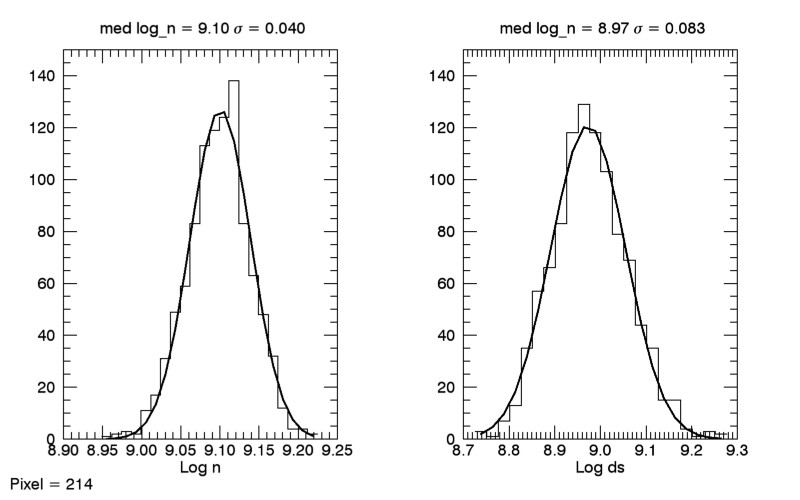 med log_n = 9.10 σ = 0.040
140
120
100
80
60
40
20
0
8.90 8.95 9.00 9.05 9.10 9.15 9.20 9.25
Log n
med log_n = 8.97 σ = 0.083
140
120
100
80
60
40
20
0
8.7 8.8 8.9 9.0 9.1 9.2 9.3
Log ds
Pixel = 214